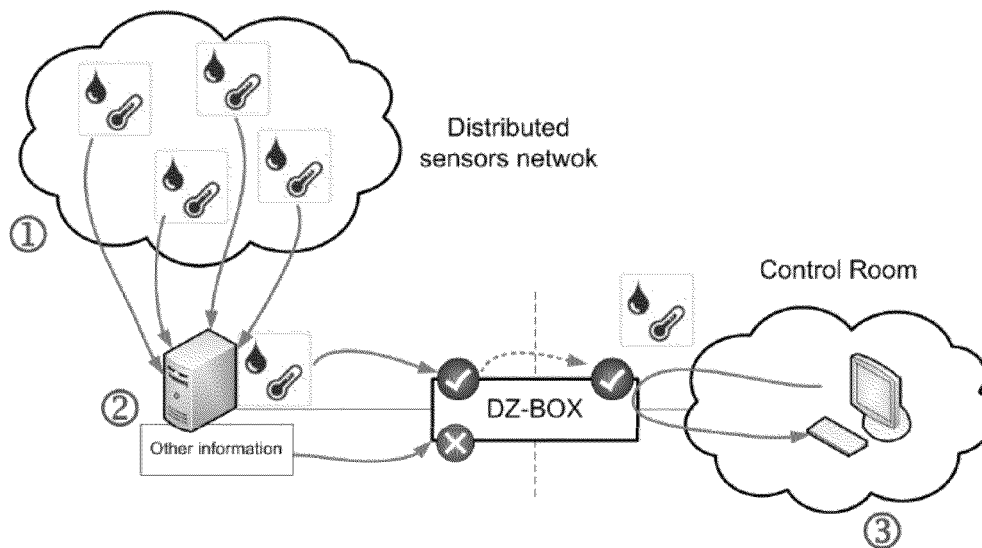 Distributed
sensors netwok
①
Control Room
②
DZ-BOX
Other information
③